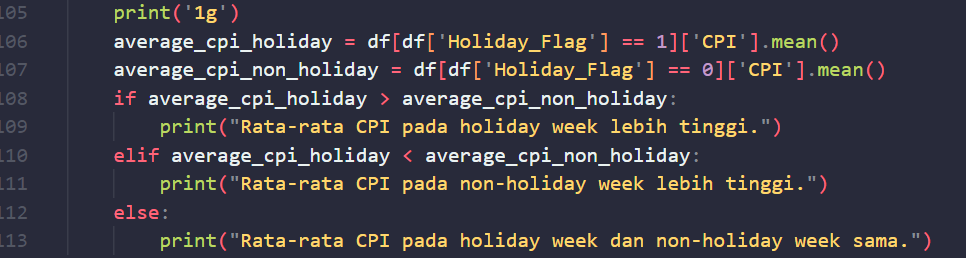 105 print('1g')
106 average_cpi_holiday = df[df['Holiday_Flag'] == 1]['CPI'].mean()
107 average_cpi_non_holiday = df[df['Holiday_Flag'] == 0]['CPI'].mean()
108 if average_cpi_holiday > average_cpi_non_holiday:
109 print("Rata-rata CPI pada holiday week lebih tinggi.")
110 elif average_cpi_holiday < average_cpi_non_holiday:
111 print("Rata-rata CPI pada non-holiday week lebih tinggi.")
112 else:
113 print("Rata-rata CPI pada holiday week dan non-holiday week sama.")